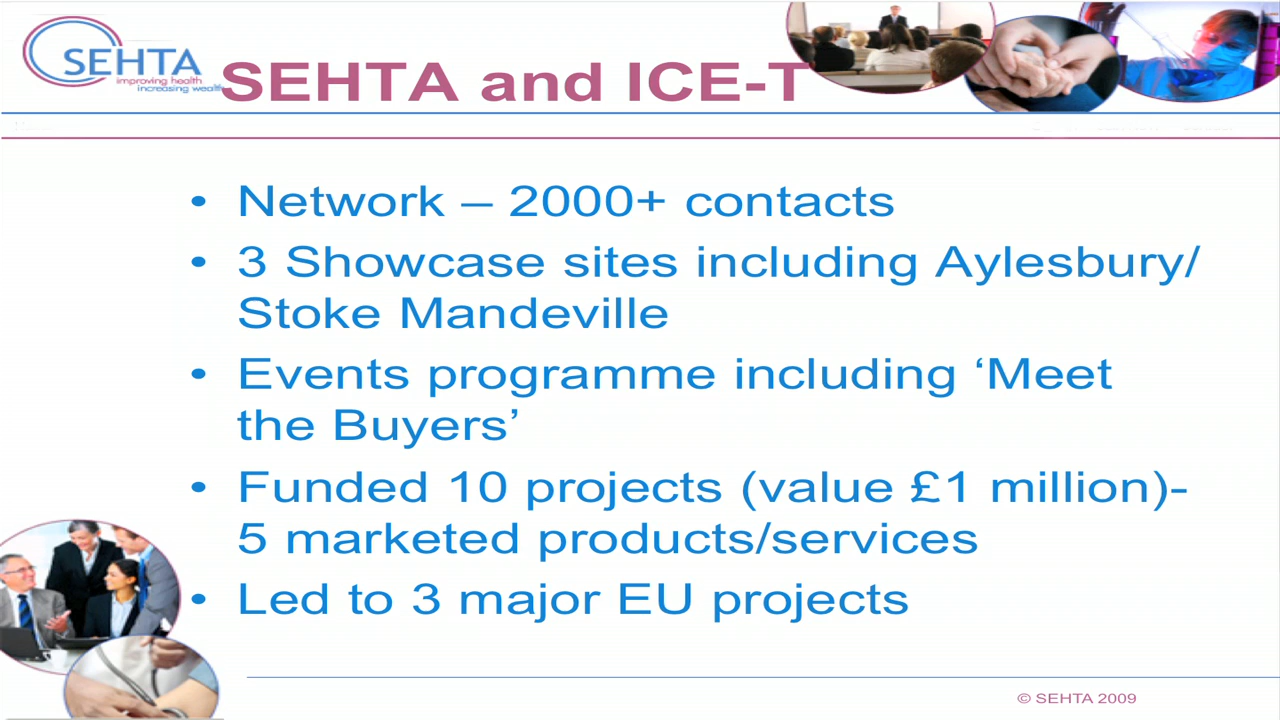 SEHTA
improving health
increasing wealth
SEHTA and ICE-T
• Network – 2000+ contacts
• 3 Showcase sites including Aylesbury/
Stoke Mandeville
• Events programme including ‘Meet
the Buyers’
• Funded 10 projects (value £1 million)-
5 marketed products/services
• Led to 3 major EU projects
© SEHTA 2009